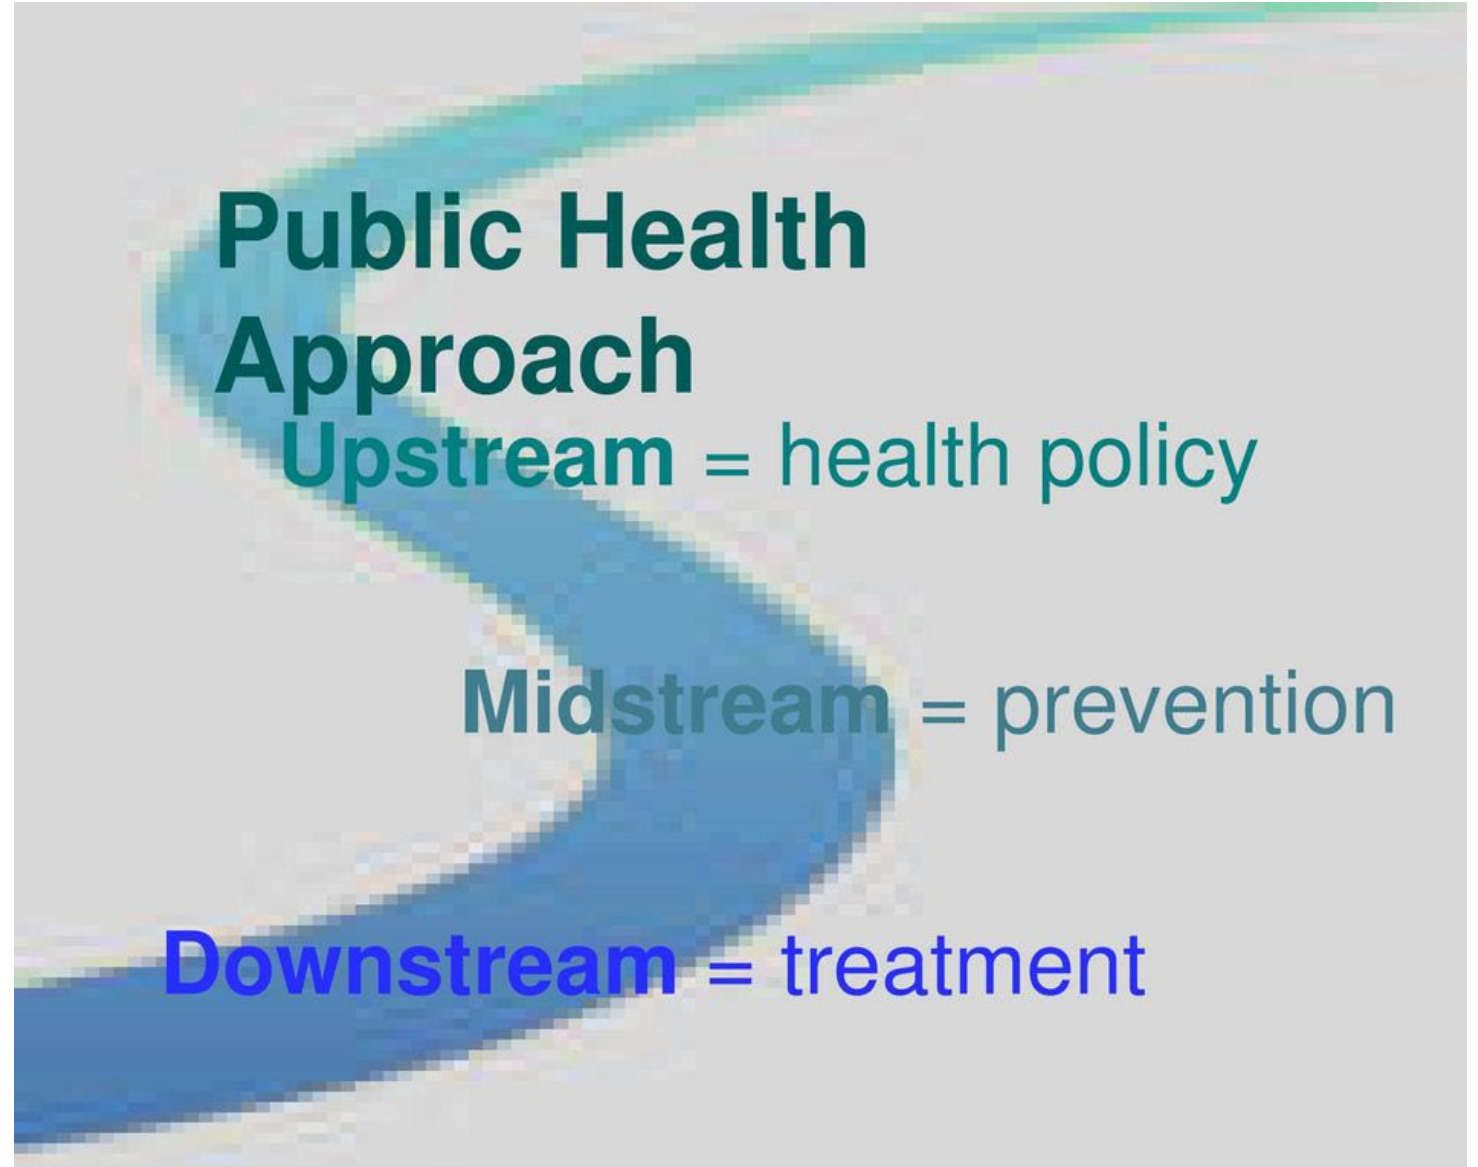 Public Health
Approach
Upstream = health policy
Midstream = prevention
Downstream = treatment